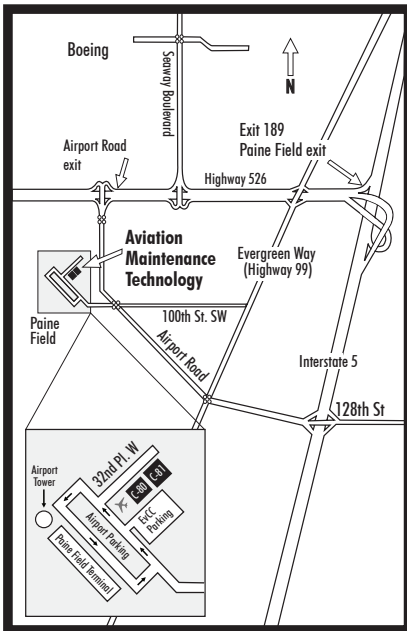 Boeing
Seaway Boulevard
N
Airport Road
exit
Exit 189
Paine Field exit
Highway 526
Aviation
Maintenance
Technology
Evergreen Way
(Highway 99)
Paine
Field
100th St. SW
Airport Road
Interstate 5
128th St
32nd Pl. W
Airport
Tower
C-80
C-81
EvCC
Parking
Airport Parking
Paine Field Terminal